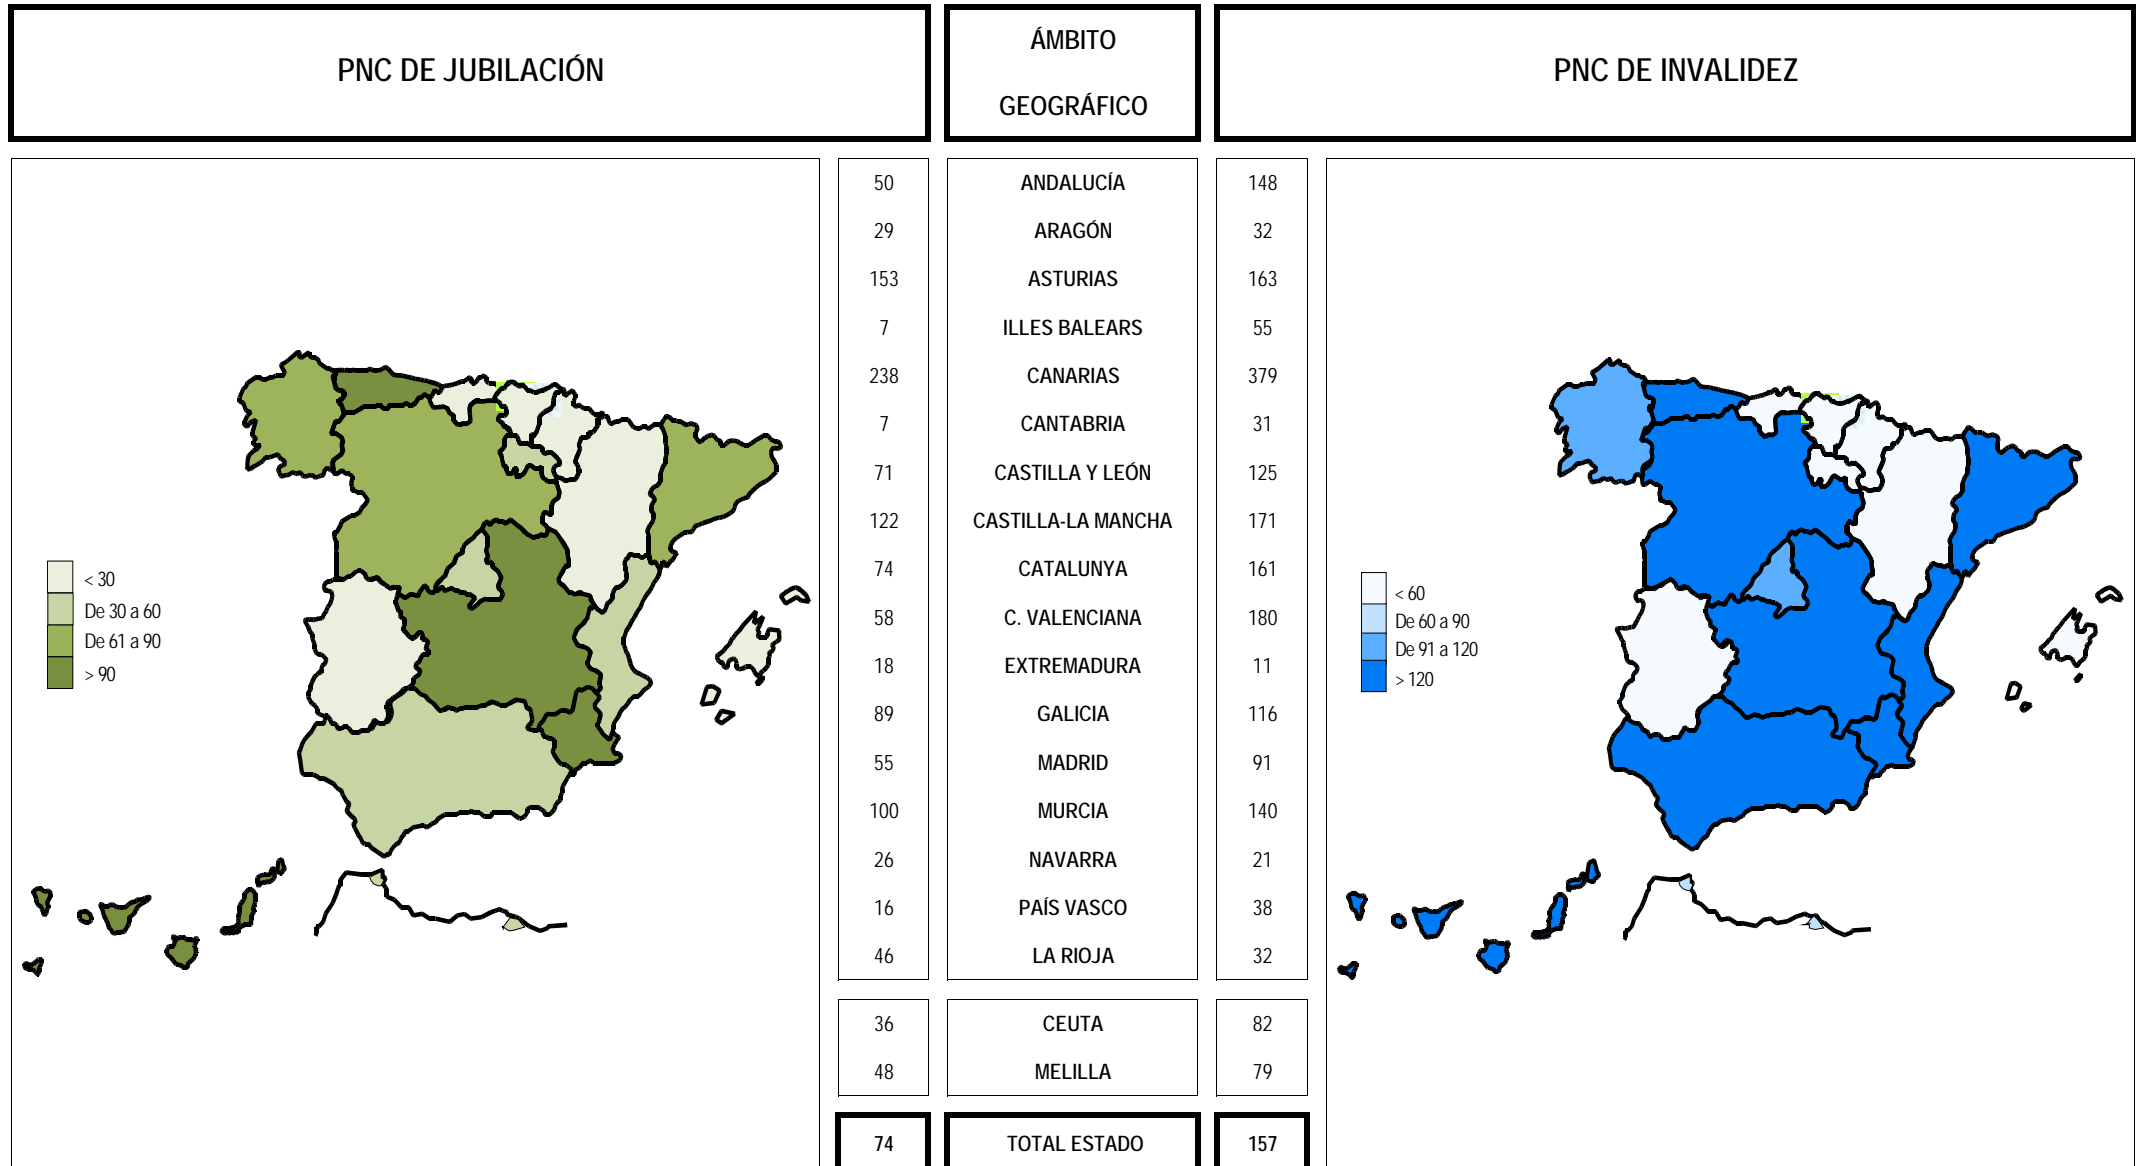 PNC DE JUBILACIÓN
ÁMBITO
GEOGRÁFICO
PNC DE INVALIDEZ
50 ANDALUCÍA 148
29 ARAGÓN 32
153 ASTURIAS 163
7 ILLES BALEARS 55
238 CANARIAS 379
7 CANTABRIA 31
71 CASTILLA Y LEÓN 125
122 CASTILLA-LA MANCHA 171
74 CATALUNYA 161
58 C. VALENCIANA 180
18 EXTREMADURA 11
89 GALICIA 116
55 MADRID 91
100 MURCIA 140
26 NAVARRA 21
16 PAÍS VASCO 38
46 LA RIOJA 32
36 CEUTA 82
48 MELILLA 79
74 TOTAL ESTADO 157
< 30
De 30 a 60
De 61 a 90
> 90
< 60
De 60 a 90
De 91 a 120
> 120